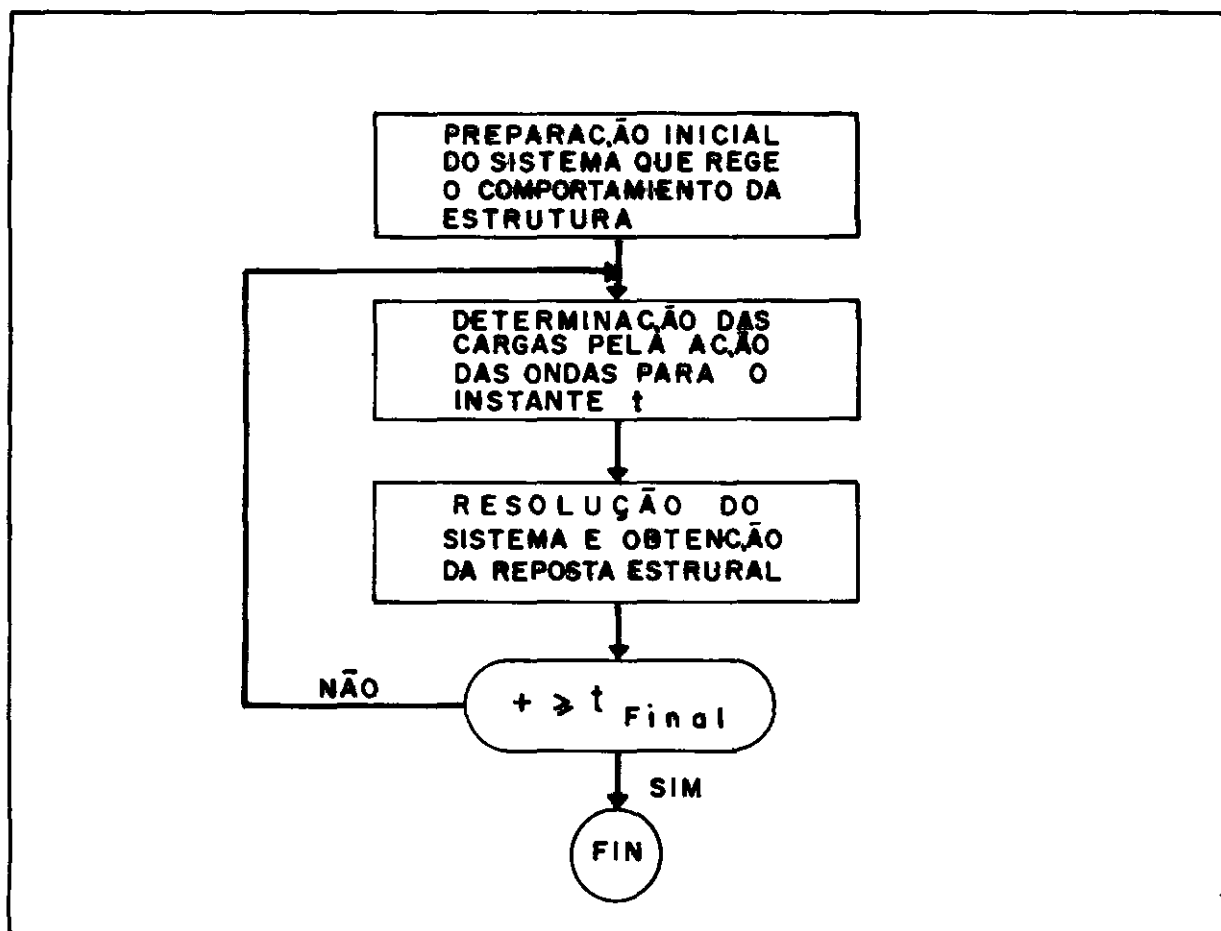 PREPARAÇÃO INICIAL
DO SISTEMA QUE REGE
O COMPORTAMIENTO DA
ESTRUTURA
DETERMINAÇÃO DAS
CARGAS PELA AÇÃO
DAS ONDAS PARA O
INSTANTE t
RESOLUÇÃO DO
SISTEMA E OBTENÇÃO
DA REPOSTA ESTRURAL
NÃO
+ ⩾ t Final
SIM
FIN